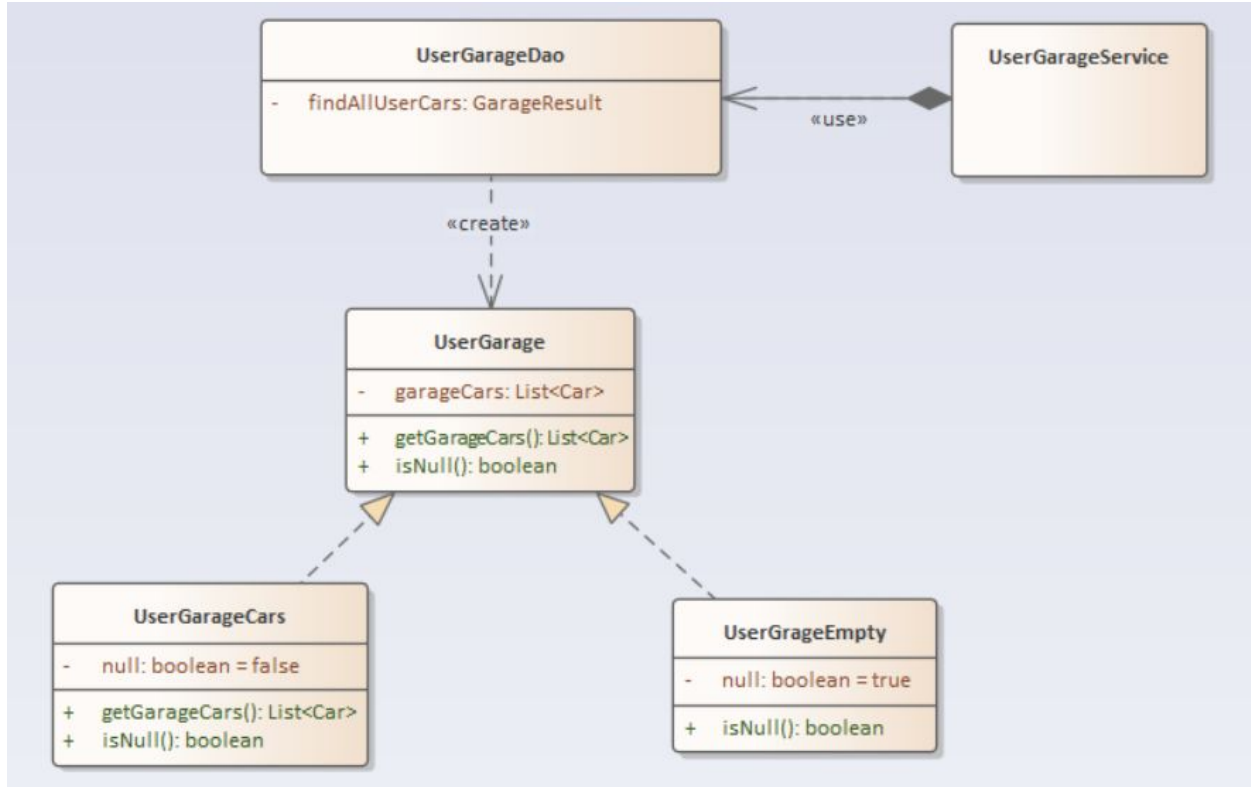 UserGarageDao
- findAllUserCars: GarageResult
UserGarageService
«use»
«create»
UserGarage
- garageCars: List<Car>
+ getGarageCars(): List<Car>
+ isNull(): boolean
UserGarageCars
- null: boolean = false
+ getGarageCars(): List<Car>
+ isNull(): boolean
UserGrageEmpty
- null: boolean = true
+ isNull(): boolean